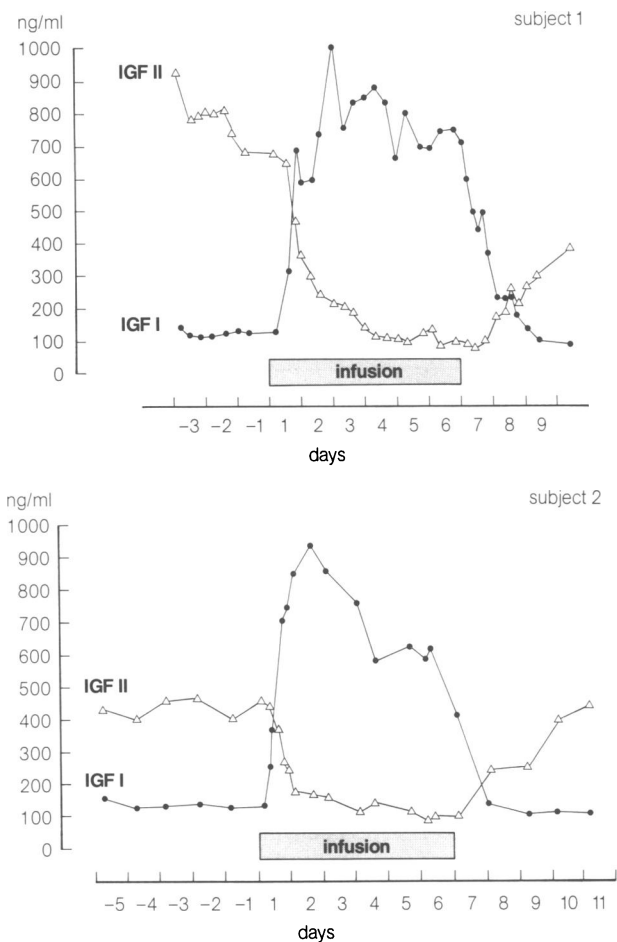 ng/ml subject 1
1000
900
IGF II
800
700
600
500
400
300
200
IGF I
100
0
infusion
-3 -2 -1 1 2 3 4 5 6 7 8 9
days
ng/ml subject 2
1000
900
800
700
600
500
IGF II
400
300
200
IGF I
100
0
infusion
-5 -4 -3 -2 -1 1 2 3 4 5 6 7 8 9 10 11
days